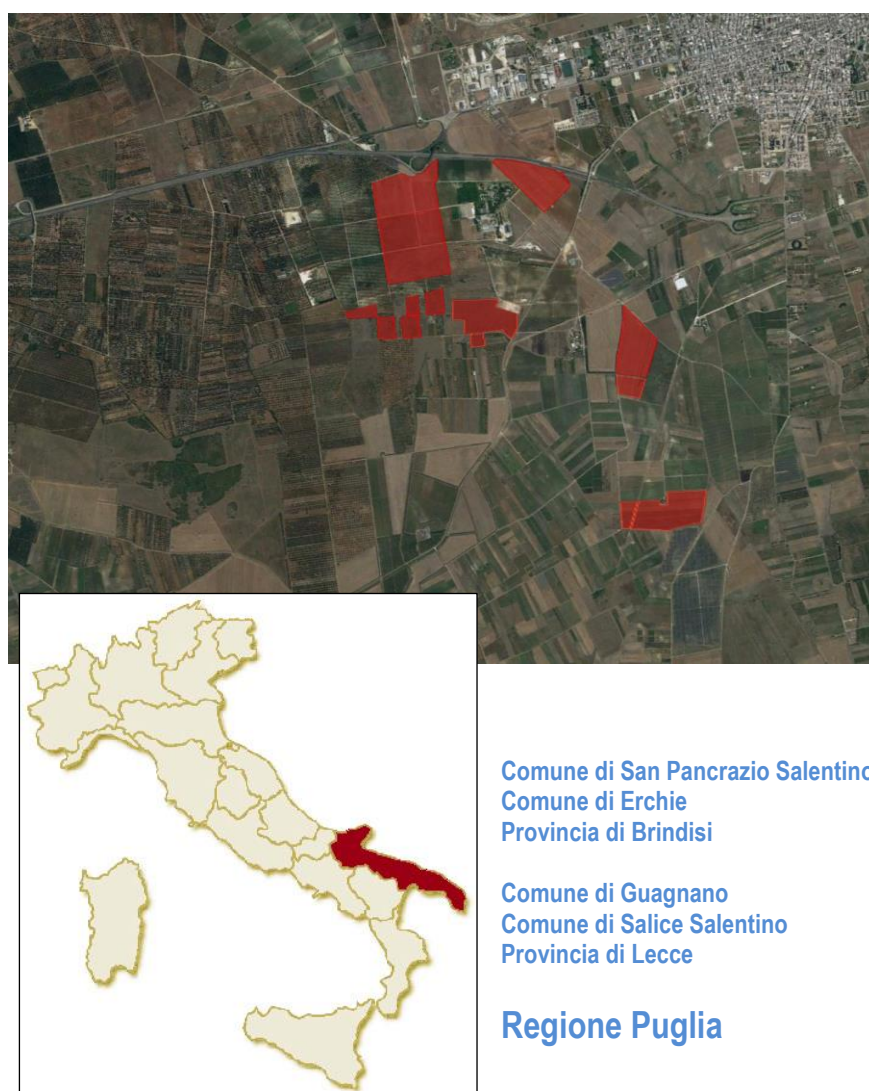 Comune di San Pancrazio Salentino
Comune di Erchie
Provincia di Brindisi
Comune di Guagnano
Comune di Salice Salentino
Provincia di Lecce
Regione Puglia